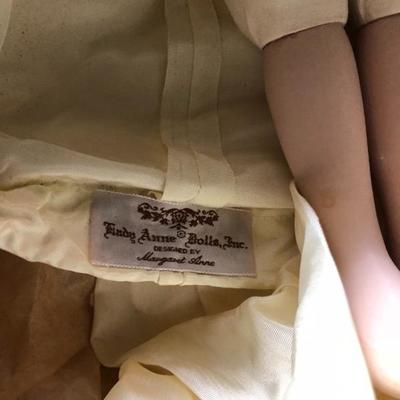 Lady Anne® Dolls, Inc.
DESIGNED BY
Margaret Anne